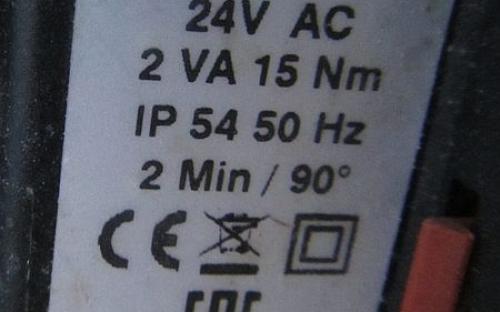 24V AC
2 VA 15 Nm
IP 54 50 Hz
2 Min / 90°
CE